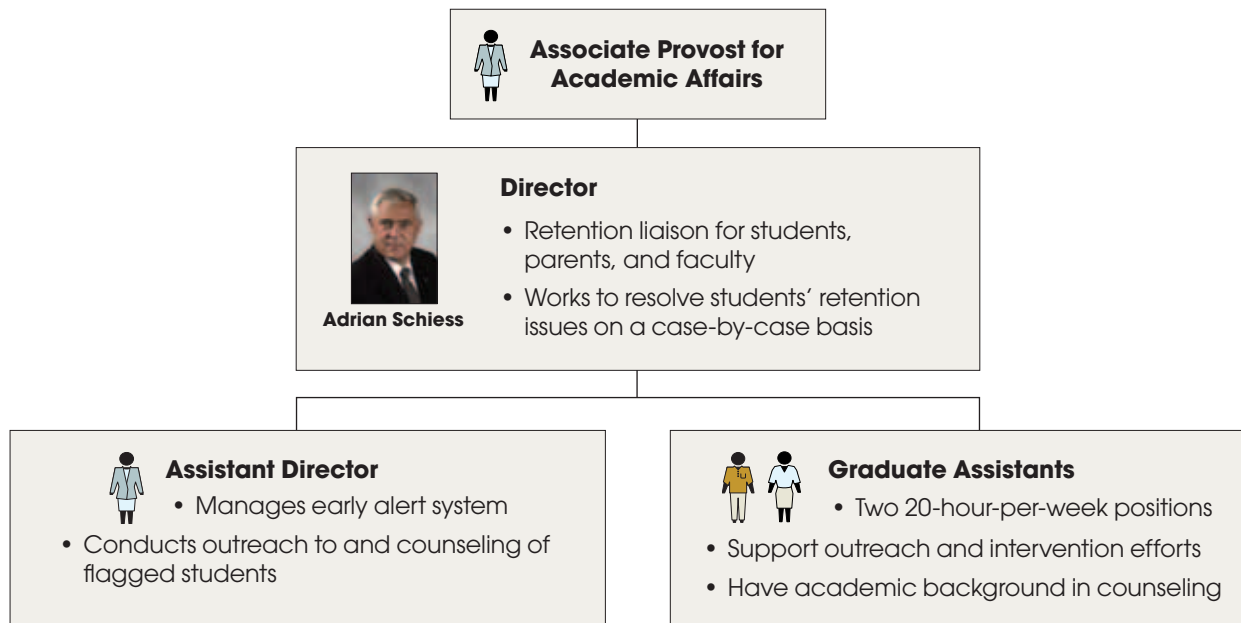 Associate Provost for
Academic Affairs
Director
• Retention liaison for students,
parents, and faculty
• Works to resolve students’ retention
issues on a case-by-case basis
Adrian Schiess
Assistant Director
• Manages early alert system
• Conducts outreach to and counseling of
flagged students
Graduate Assistants
• Two 20-hour-per-week positions
• Support outreach and intervention efforts
• Have academic background in counseling